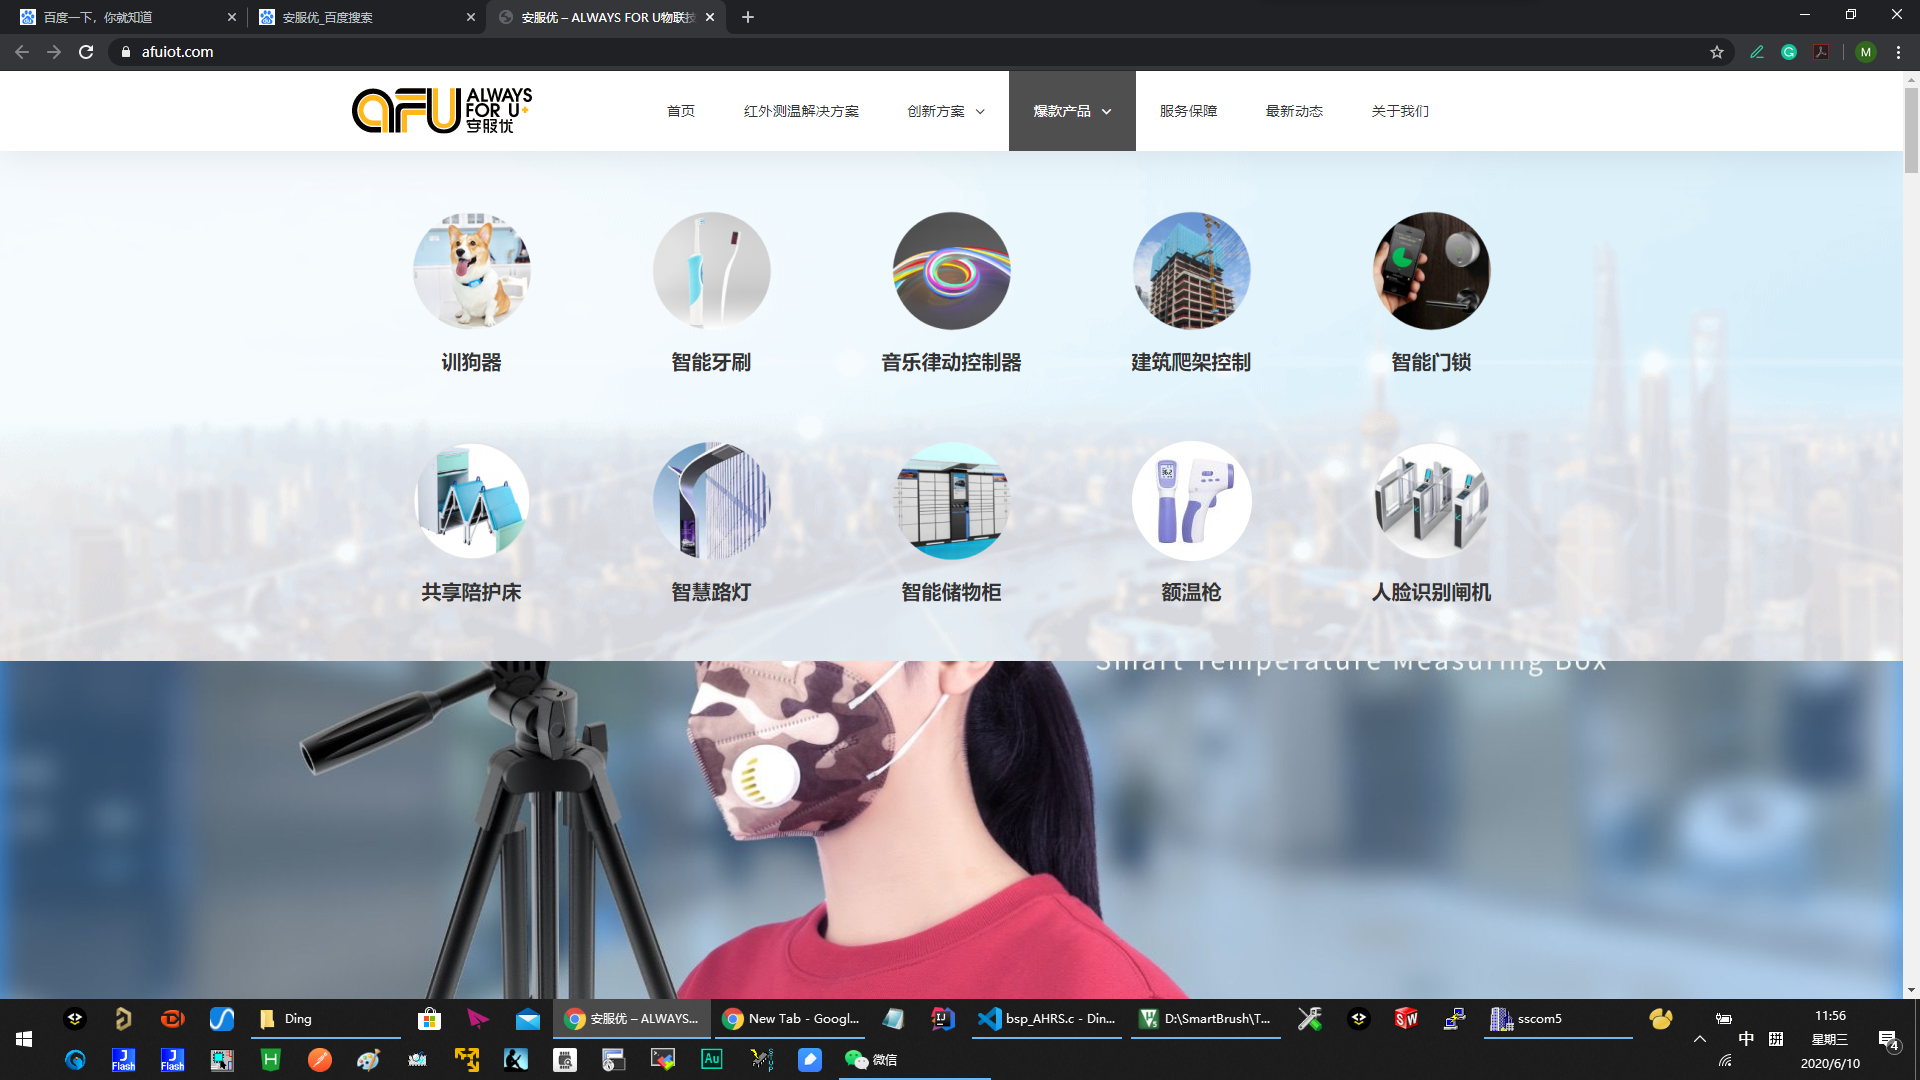 百度一下，你就知道
安服优_百度搜索
安服优 – ALWAYS FOR U物联技
afuiot.com
M
AFU ALWAYS FOR U+ 安服优
首页
红外测温解决方案
创新方案
爆款产品
服务保障
最新动态
关于我们
训狗器
智能牙刷
音乐律动控制器
建筑爬架控制
智能门锁
共享陪护床
智慧路灯
智能储物柜
额温枪
人脸识别闸机
Smart Temperature Measuring Box
Ding
安服优 – ALWAYS...
New Tab - Googl...
bsp_AHRS.c - Din...
D:\SmartBrush\T...
sscom5
11:56
中
星期三
4
J Flash
J Flash
Au
微信
2020/6/10